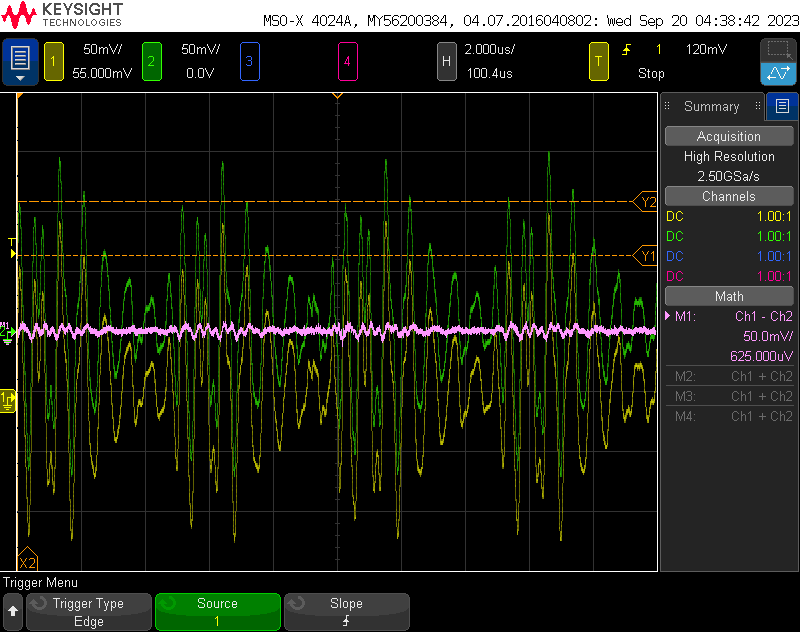 KEYSIGHT
TECHNOLOGIES
MSO-X 4024A, MY56200384, 04.07.2016040802: Wed Sep 20 04:38:42 2023
1 50mV/ 55.000mV
2 50mV/ 0.0V
3
4
H 2.000us/ 100.4us
T 1 120mV
Stop
Summary
Acquisition
High Resolution
2.50GSa/s
Channels
DC 1.00:1
DC 1.00:1
DC 1.00:1
DC 1.00:1
Math
M1: Ch1 - Ch2
50.0mV/
625.000uV
M2: Ch1 + Ch2
M3: Ch1 + Ch2
M4: Ch1 + Ch2
Y2
T
Y1
M1
2
1
X2
Trigger Menu
Trigger Type
Edge
Source
1
Slope